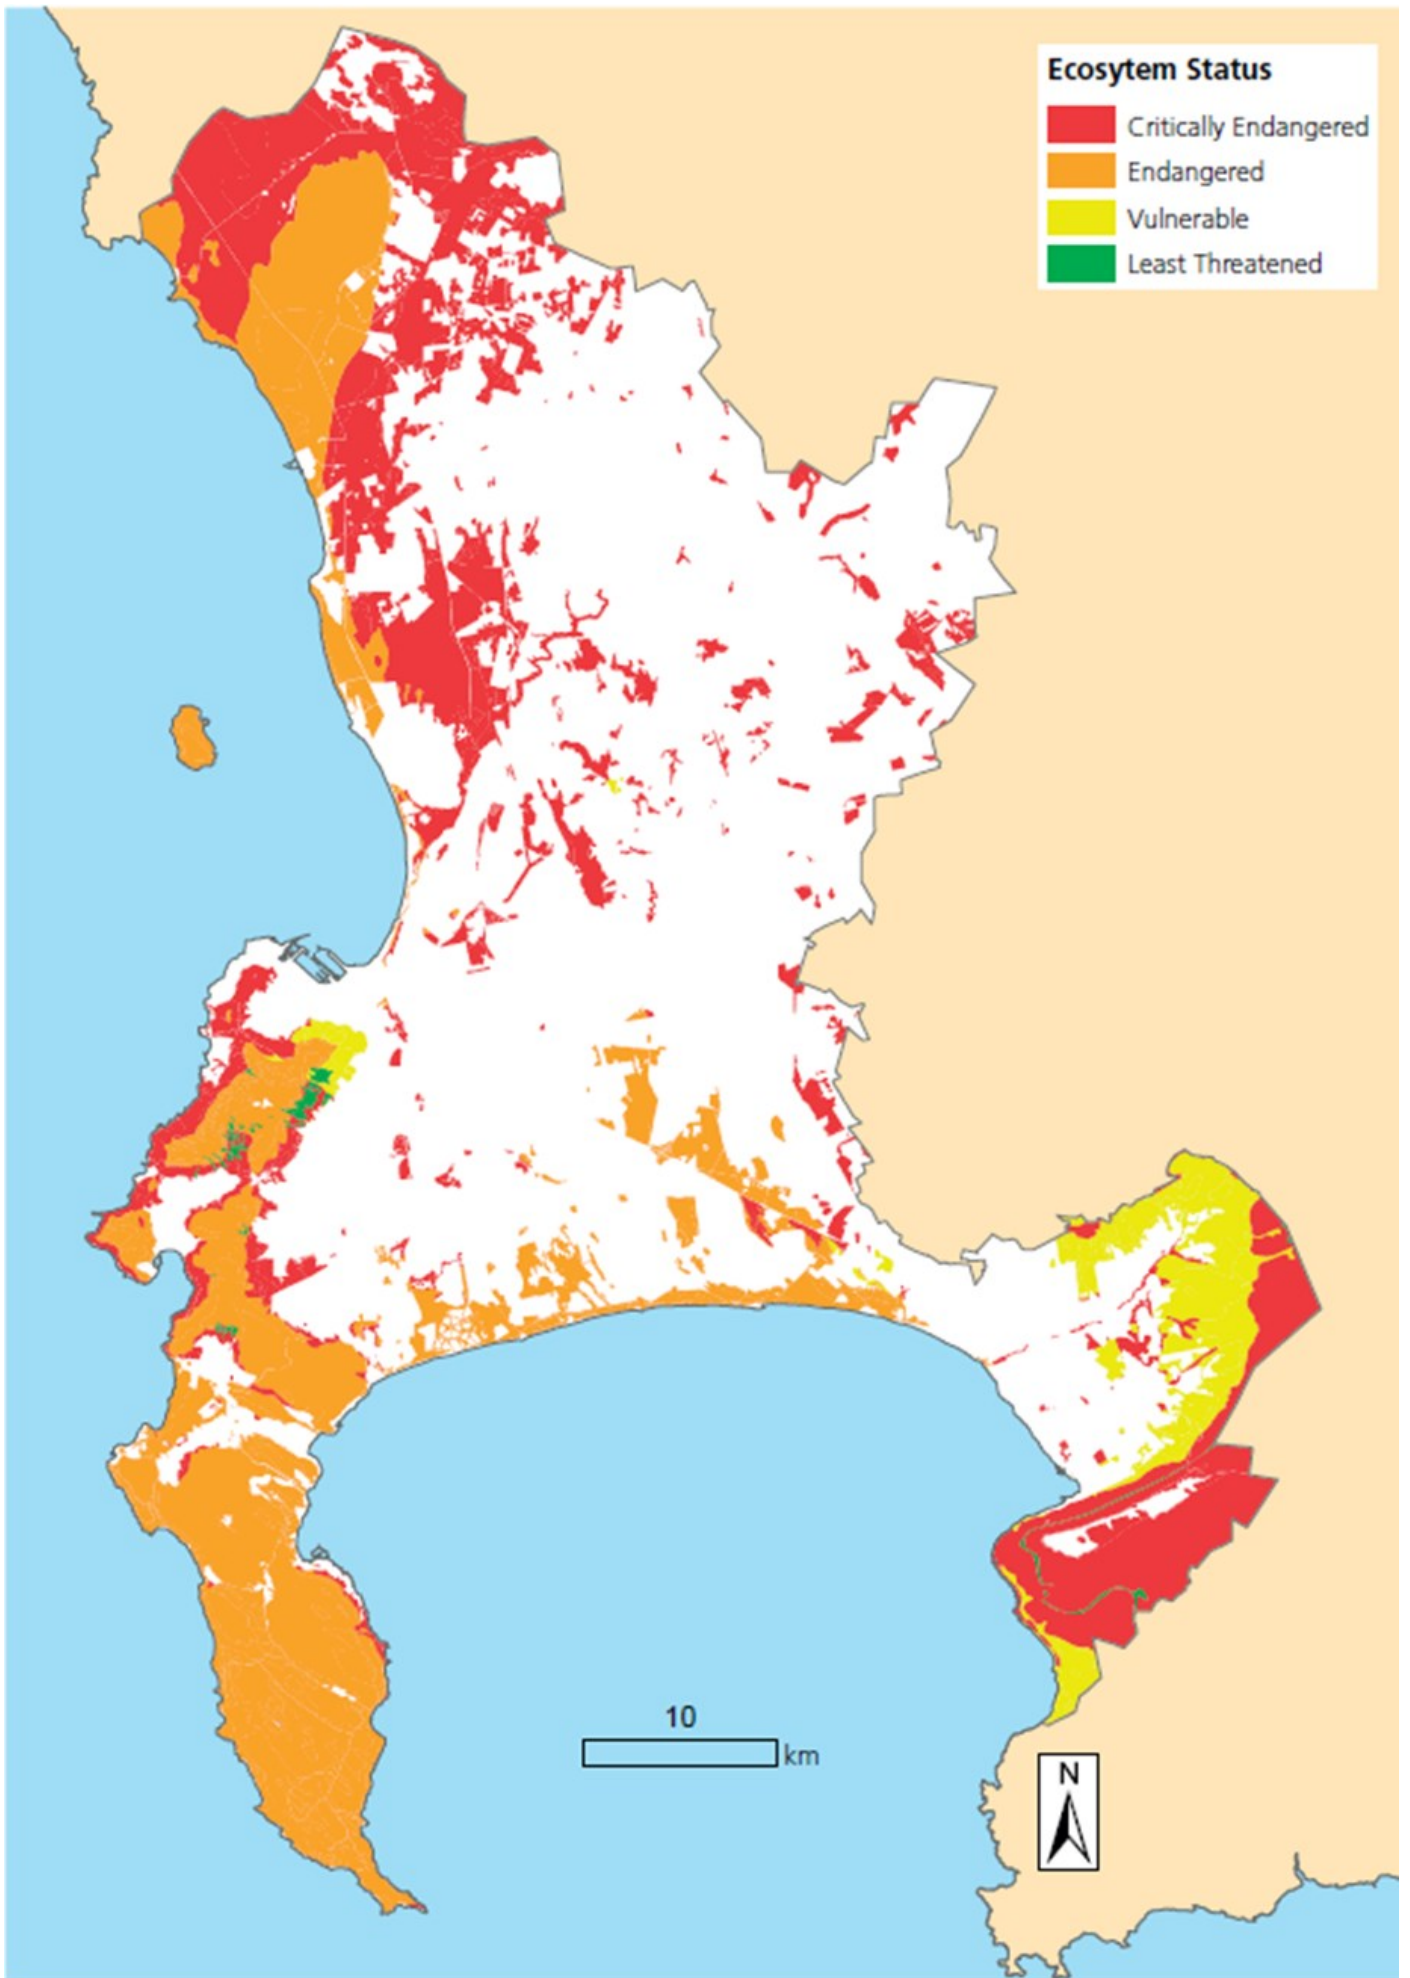 Ecosytem Status
Critically Endangered
Endangered
Vulnerable
Least Threatened
10
km
N